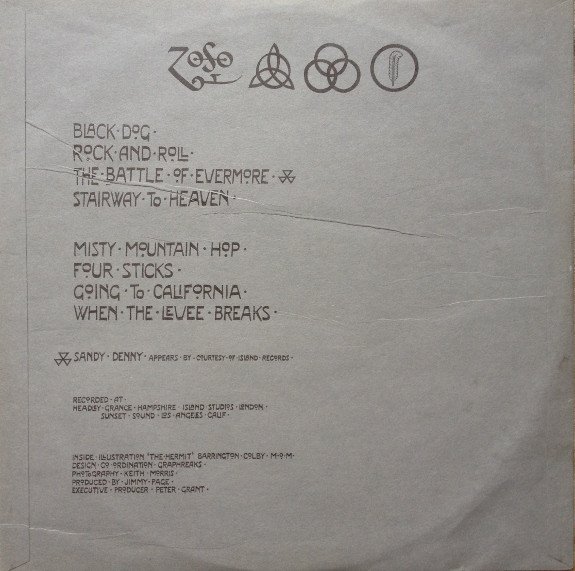 ZoSo
BLACK·DOG·
ROCK·AND·ROLL·
THE·BATTLE·OF·EVERMORE·
STAIRWAY·To·HEAVEN·
MISTY·MOUNTAIN·HOP·
FOUR·STICKS·
GOING·To·CALIFORNIA·
WHEN·THE·LEVEE·BREAKS·
SANDY·DENNY·APPEARS·BY·COURTESY·OF·ISLAND·RECORDS·
RECORDED·AT·
HEADLEY·GRANGE·HAMPSHIRE·ISLAND·STUDIOS·LONDON·
SUNSET·SOUND·LOS·ANGELES·CALIF·
INSIDE·ILLUSTRATION 'THE·HERMIT' BARRINGTON·COLBY·M·O·M·
DESIGN·CO·ORDINATION·GRAPHREAKS·
PHOTOGRAPHY·KEITH·MORRIS·
PRODUCED·BY·JIMMY·PAGE·
EXECUTIVE·PRODUCER·PETER·GRANT·